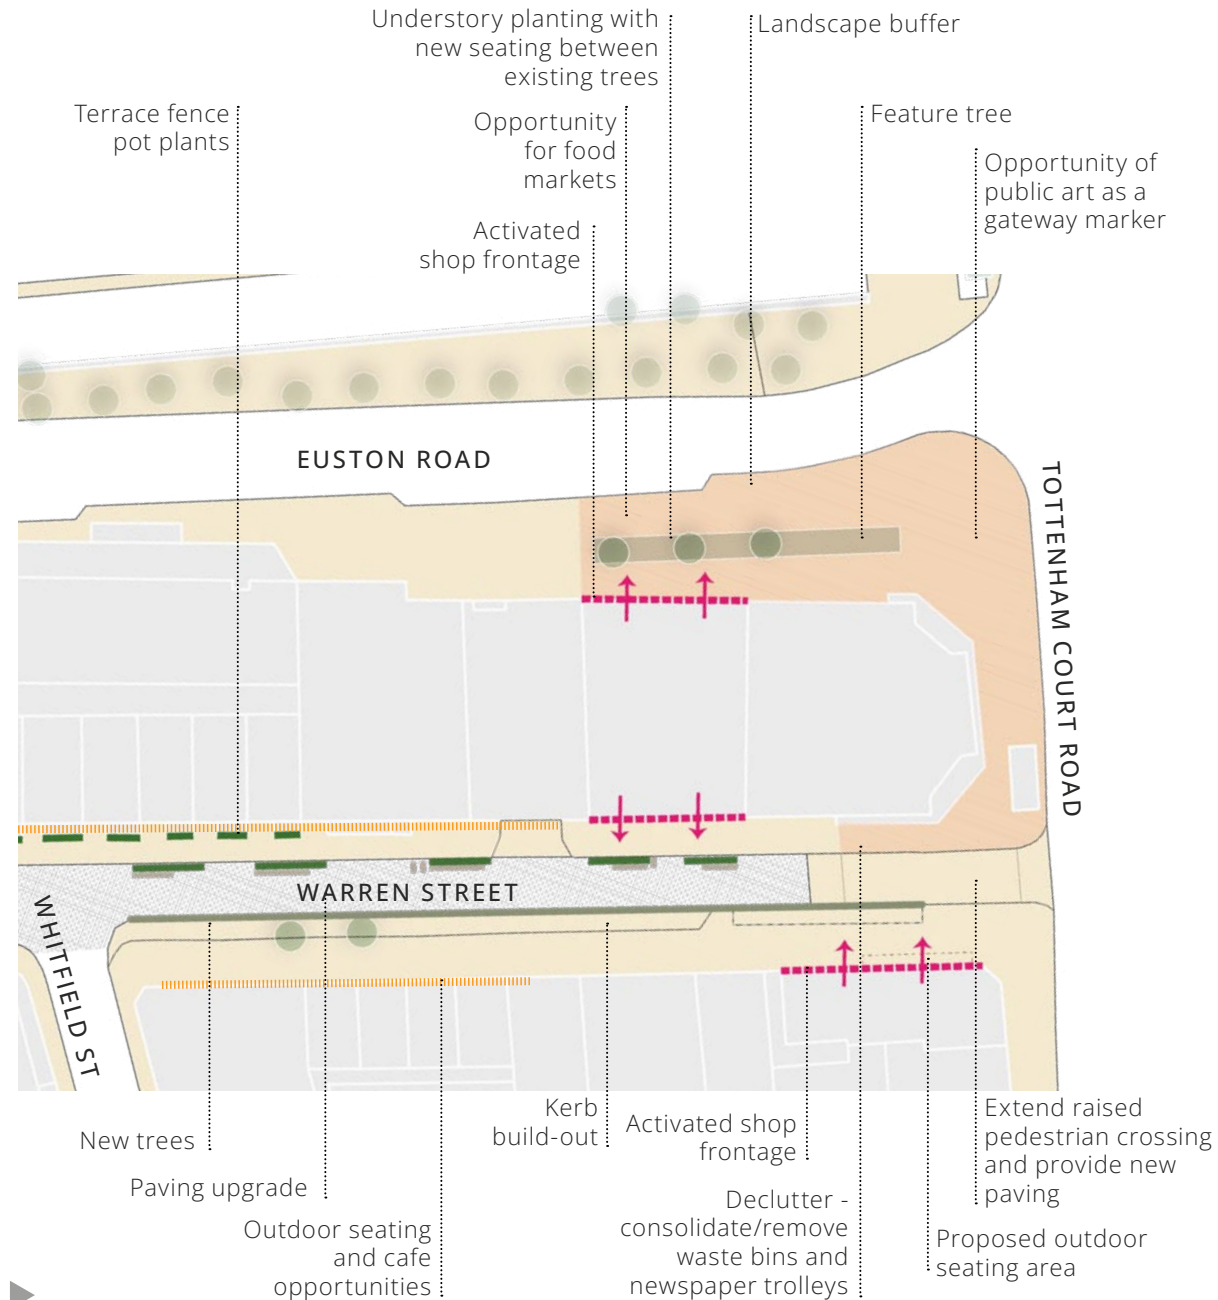 Understory planting with
new seating between
existing trees
Landscape buffer
Terrace fence
pot plants
Opportunity
for food
markets
Feature tree
Opportunity of
public art as a
gateway marker
Activated
shop frontage
EUSTON ROAD
TOTTENHAM COURT ROAD
WARREN STREET
WHITFIELD ST
New trees
Paving upgrade
Outdoor seating
and cafe
opportunities
Kerb
build-out
Activated shop
frontage
Declutter -
consolidate/remove
waste bins and
newspaper trolleys
Extend raised
pedestrian crossing
and provide new
paving
Proposed outdoor
seating area